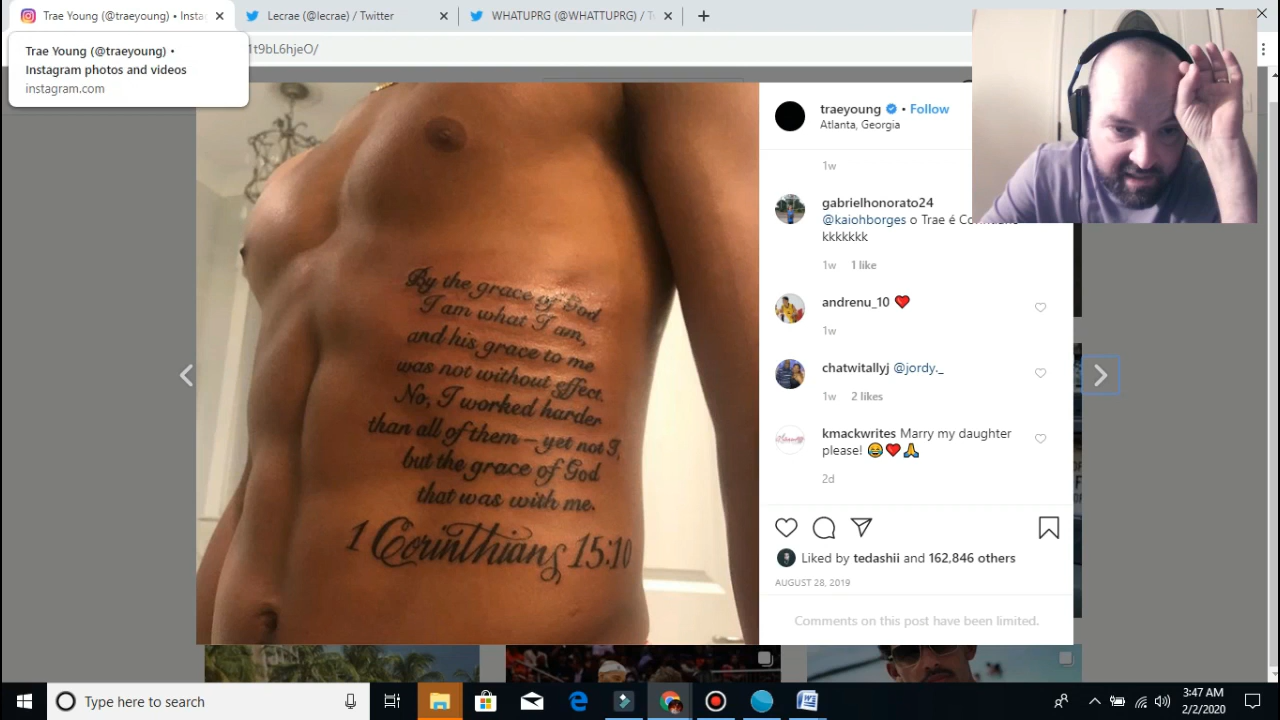 Trae Young (@traeyoung) • Insta
Lecrae (@lecrae) / Twitter
WHATUPRG (@WHATTUPRG) / T
Trae Young (@traeyoung) •
Instagram photos and videos
instagram.com
1t9bL6hjeO/
By the grace of God
I am what I am,
and his grace to me
was not without effect.
No, I worked harder
than all of them – yet not I,
but the grace of God
that was with me.
1 Corinthians 15:10
traeyoung • Follow
Atlanta, Georgia
1w
gabrielhonorato24
@kaiohborges o Trae é
kkkkkkk
1w 1 like
andrenu_10 ❤️
1w
chatwitallyj @jordy._
1w 2 likes
kmackwrites Marry my daughter
please! 😂❤️🙏
2d
Liked by tedashii and 162,846 others
AUGUST 28, 2019
Comments on this post have been limited.
Type here to search
3:47 AM
2/2/2020